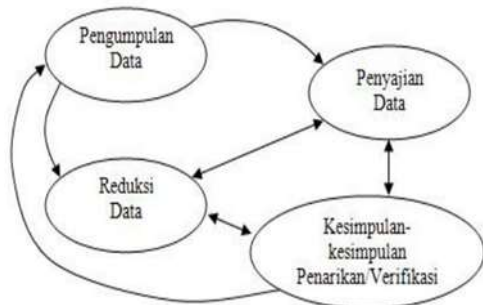 Pengumpulan
Data
Penyajian
Data
Reduksi
Data
Kesimpulan-
kesimpulan
Penarikan/Verifikasi